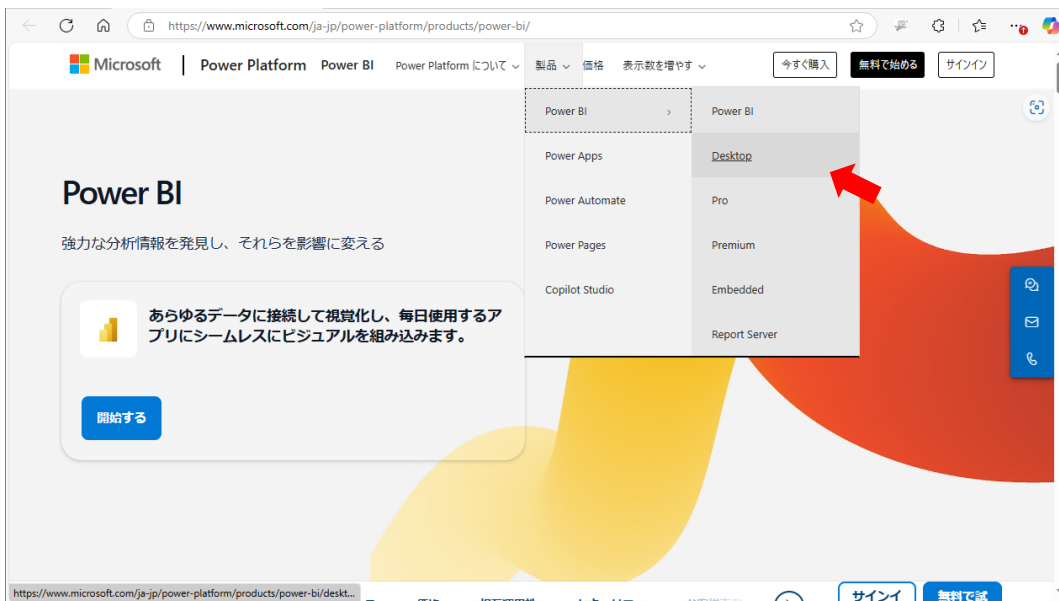 https://www.microsoft.com/ja-jp/power-platform/products/power-bi/
Microsoft Power Platform Power BI Power Platform について 製品 価格 表示数を増やす 今すぐ購入 無料で始める サインイン
Power BI Power BI
Power Apps Desktop
Power Automate Pro
Power Pages Premium
Copilot Studio Embedded
Report Server
Power BI
強力な分析情報を発見し、それらを影響に変える
あらゆるデータに接続して視覚化し、毎日使用するア
プリにシームレスにビジュアルを組み込みます。
開始する
https://www.microsoft.com/ja-jp/power-platform/products/power-bi/deskt...
サインイ 無料で試